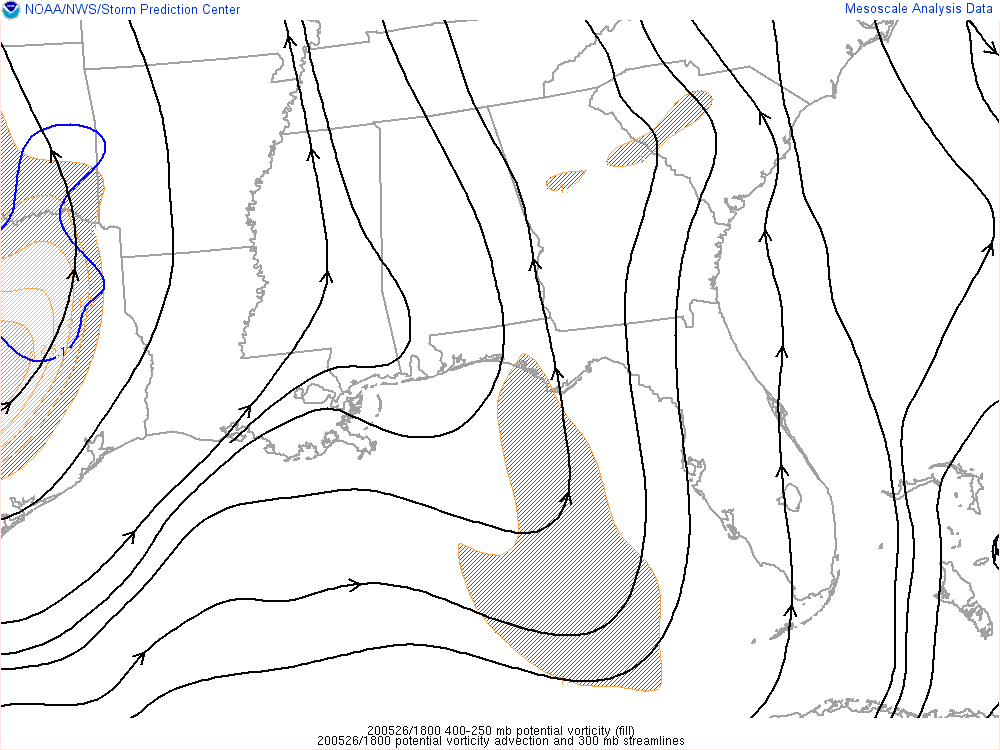 NOAA/NWS/Storm Prediction Center
Mesoscale Analysis Data
1
200526/1800 400-250 mb potential vorticity (fill)
200526/1800 potential vorticity advection and 300 mb streamlines